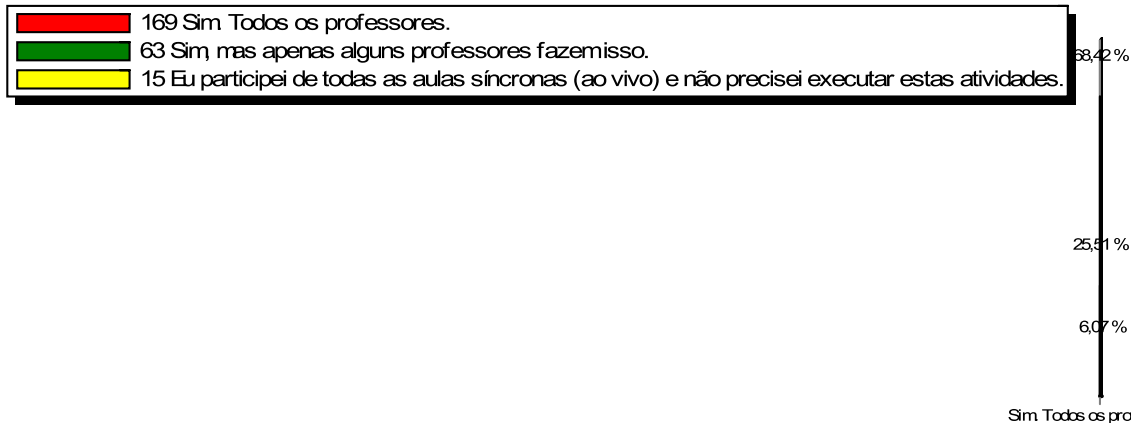 169 Sim. Todos os professores.
63 Sim, mas apenas alguns professores fazem isso.
15 Eu participei de todas as aulas síncronas (ao vivo) e não precisei executar estas atividades.
68,42 %
25,51 %
6,07 %
Sim. Todos os pro